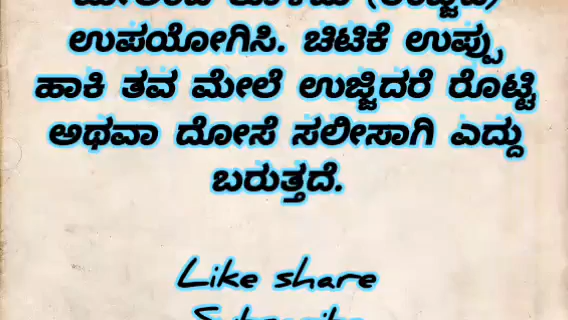 ಉಪಯೋಗಿಸಿ. ಚಿಟಿಕೆ ಉಪ್ಪು
ಹಾಕಿ ತವ ಮೇಲೆ ಉಜ್ಜಿದರೆ ರೊಟ್ಟಿ
ಅಥವಾ ದೋಸೆ ಸಲೀಸಾಗಿ ಎದ್ದು
ಬರುತ್ತದೆ.
Like share